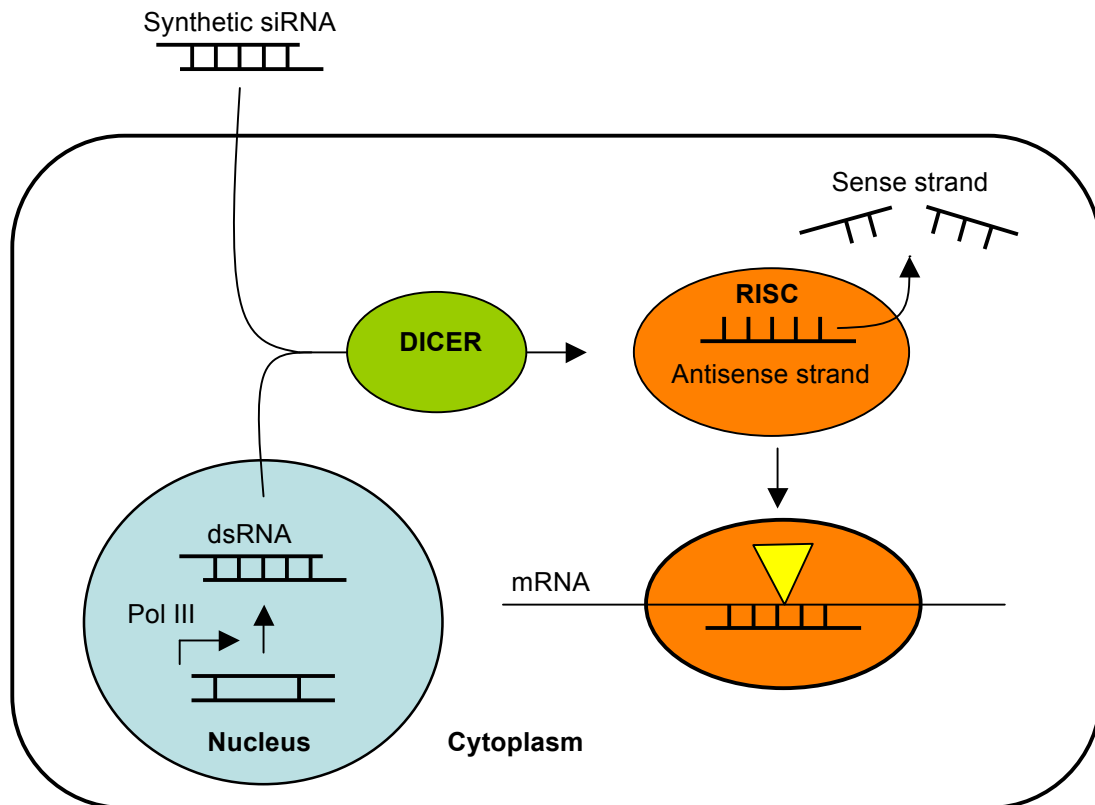 Synthetic siRNA
Sense strand
RISC
DICER
Antisense strand
dsRNA
mRNA
Pol III
Nucleus
Cytoplasm